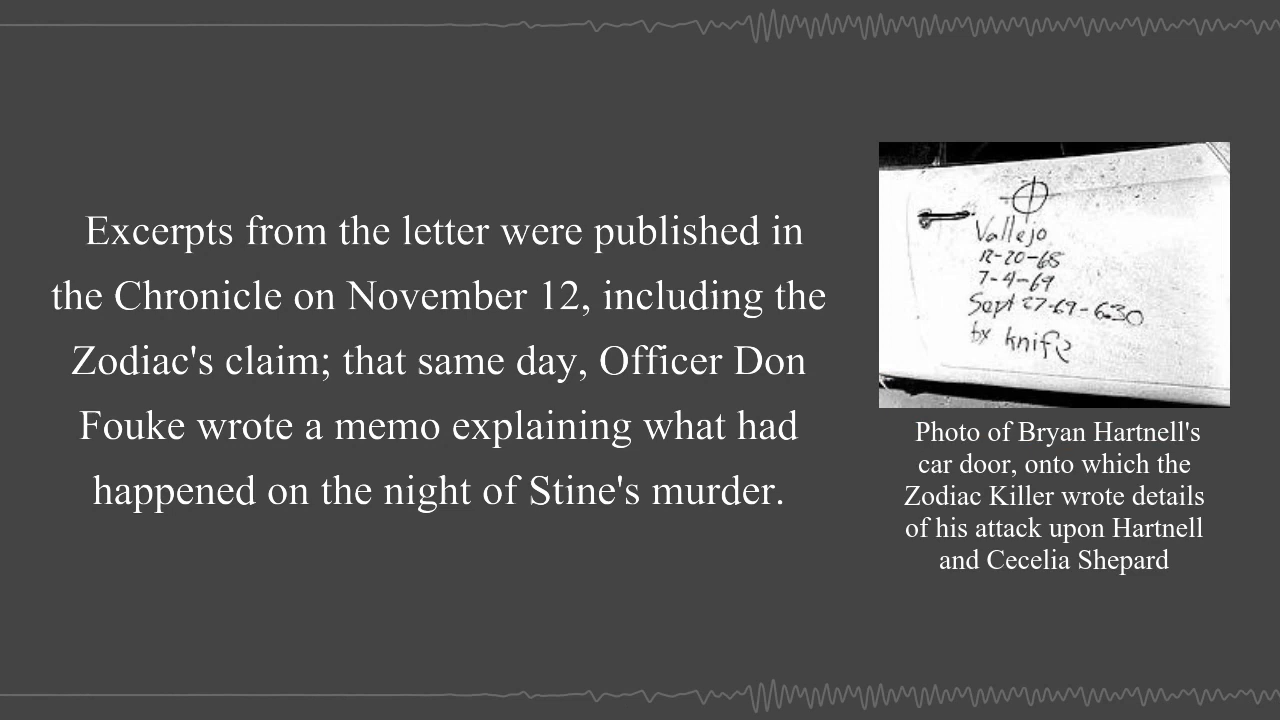 Excerpts from the letter were published in
the Chronicle on November 12, including the
Zodiac's claim; that same day, Officer Don
Fouke wrote a memo explaining what had
happened on the night of Stine's murder.
Vallejo
12-20-68
7-4-69
Sept 27-69-6:30
by knife
Photo of Bryan Hartnell's
car door, onto which the
Zodiac Killer wrote details
of his attack upon Hartnell
and Cecelia Shepard